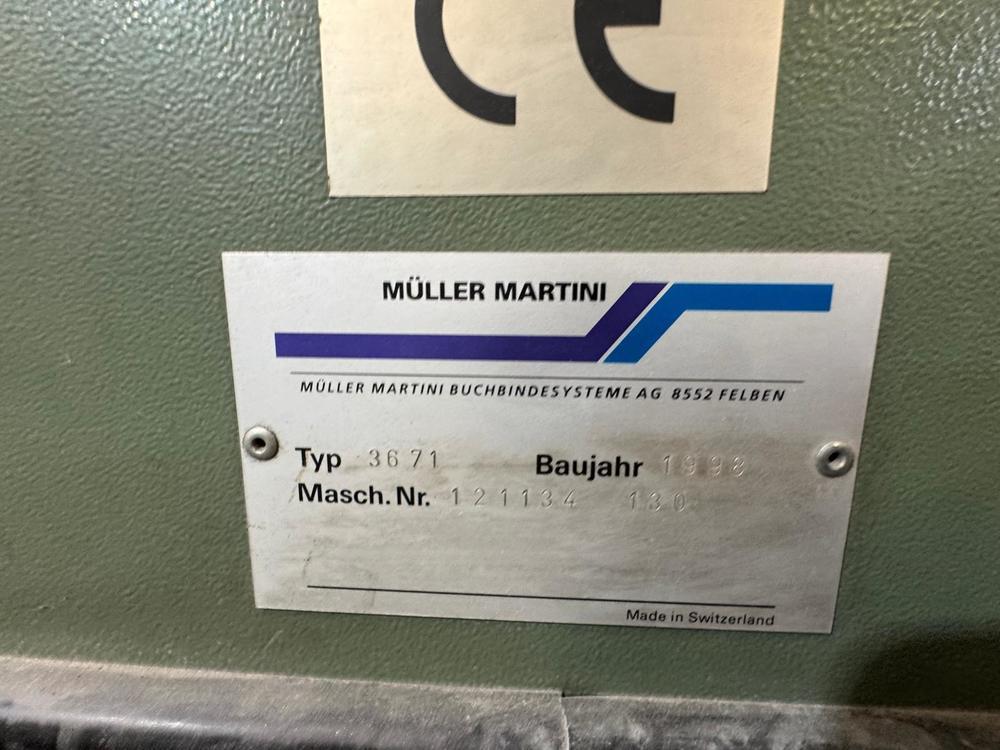 CE
MÜLLER MARTINI
MÜLLER MARTINI BUCHBINDESYSTEME AG 8552 FELBEN
Typ 3671 Baujahr 1998
Masch. Nr. 121134 130
Made in Switzerland